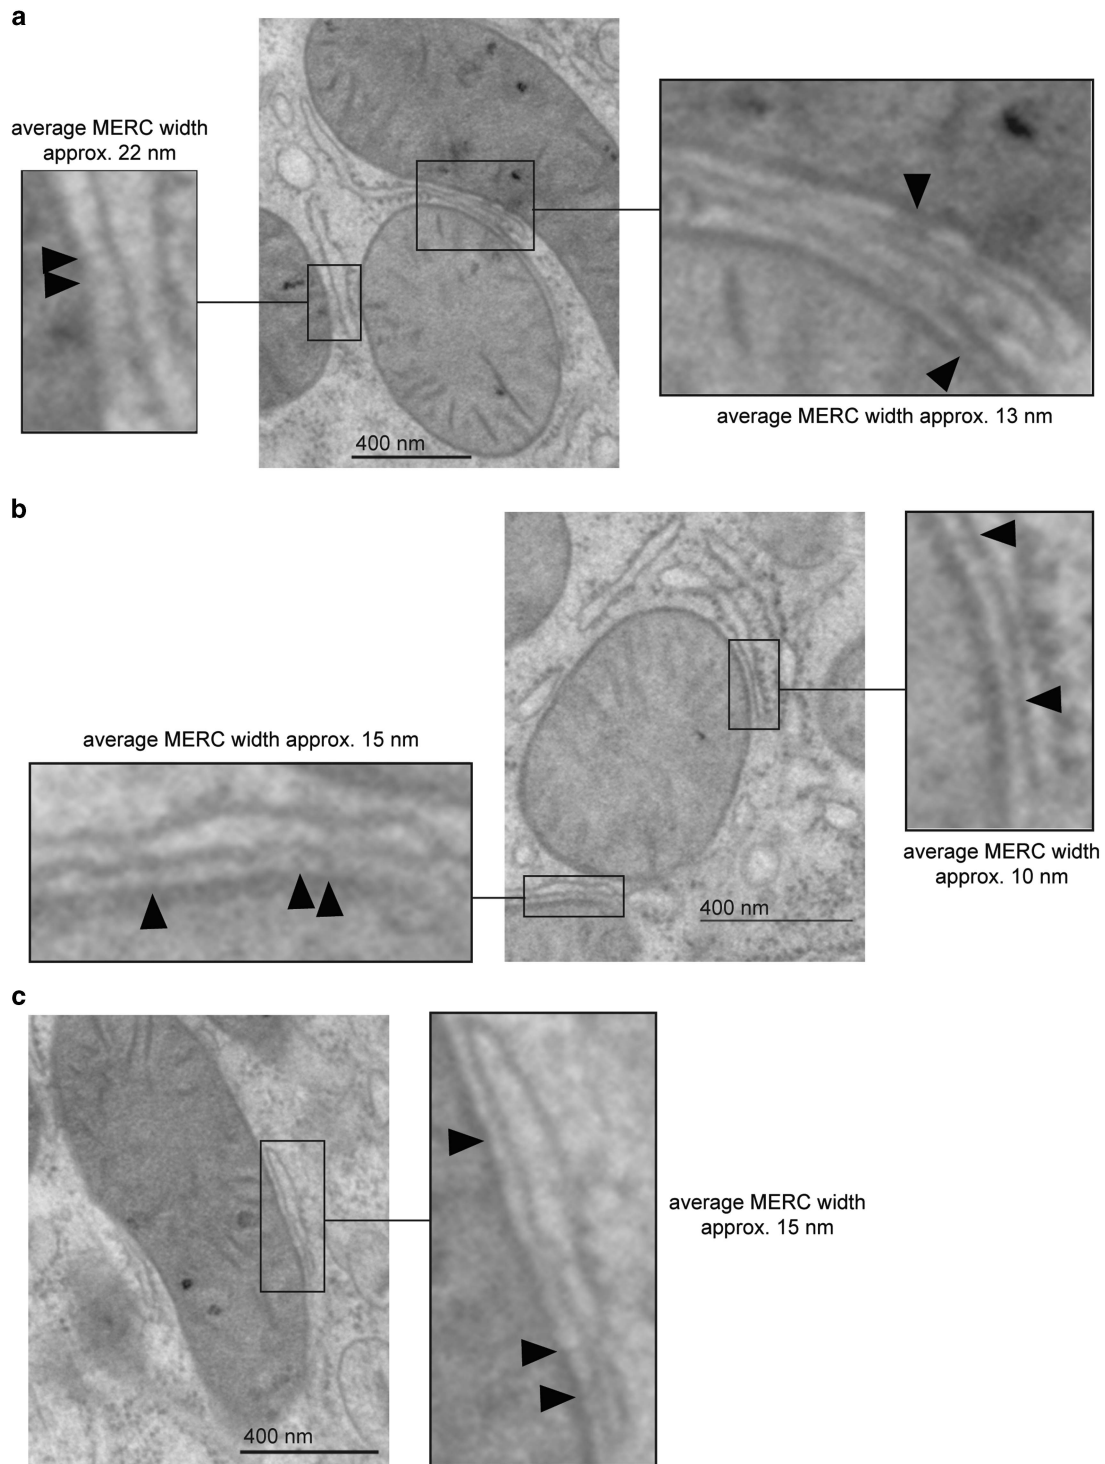 a
average MERC width
approx. 22 nm
400 nm
average MERC width approx. 13 nm
b
average MERC width approx. 15 nm
400 nm
average MERC width
approx. 10 nm
c
400 nm
average MERC width
approx. 15 nm